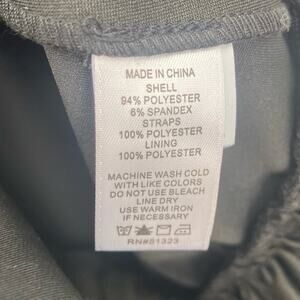 MADE IN CHINA
SHELL
94% POLYESTER
6% SPANDEX
STRAPS
100% POLYESTER
LINING
100% POLYESTER
MACHINE WASH COLD
WITH LIKE COLORS
DO NOT USE BLEACH
LINE DRY
USE WARM IRON
IF NECESSARY
RN#81323